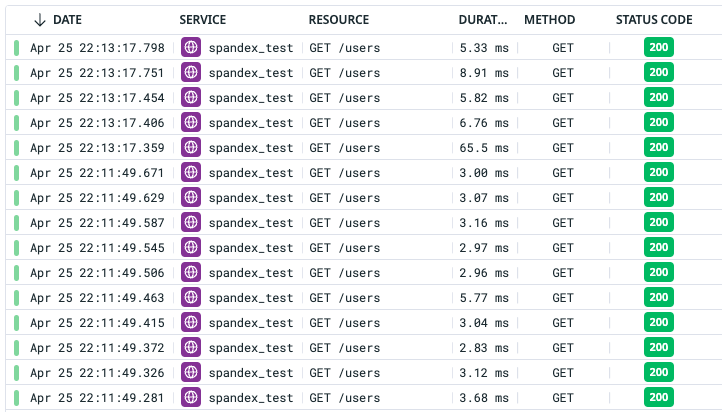 DATE SERVICE RESOURCE DURAT... METHOD STATUS CODE
Apr 25 22:13:17.798 spandex_test GET /users 5.33 ms GET 200
Apr 25 22:13:17.751 spandex_test GET /users 8.91 ms GET 200
Apr 25 22:13:17.454 spandex_test GET /users 5.82 ms GET 200
Apr 25 22:13:17.406 spandex_test GET /users 6.76 ms GET 200
Apr 25 22:13:17.359 spandex_test GET /users 65.5 ms GET 200
Apr 25 22:11:49.671 spandex_test GET /users 3.00 ms GET 200
Apr 25 22:11:49.629 spandex_test GET /users 3.07 ms GET 200
Apr 25 22:11:49.587 spandex_test GET /users 3.16 ms GET 200
Apr 25 22:11:49.545 spandex_test GET /users 2.97 ms GET 200
Apr 25 22:11:49.506 spandex_test GET /users 2.96 ms GET 200
Apr 25 22:11:49.463 spandex_test GET /users 5.77 ms GET 200
Apr 25 22:11:49.415 spandex_test GET /users 3.04 ms GET 200
Apr 25 22:11:49.372 spandex_test GET /users 2.83 ms GET 200
Apr 25 22:11:49.326 spandex_test GET /users 3.12 ms GET 200
Apr 25 22:11:49.281 spandex_test GET /users 3.68 ms GET 200